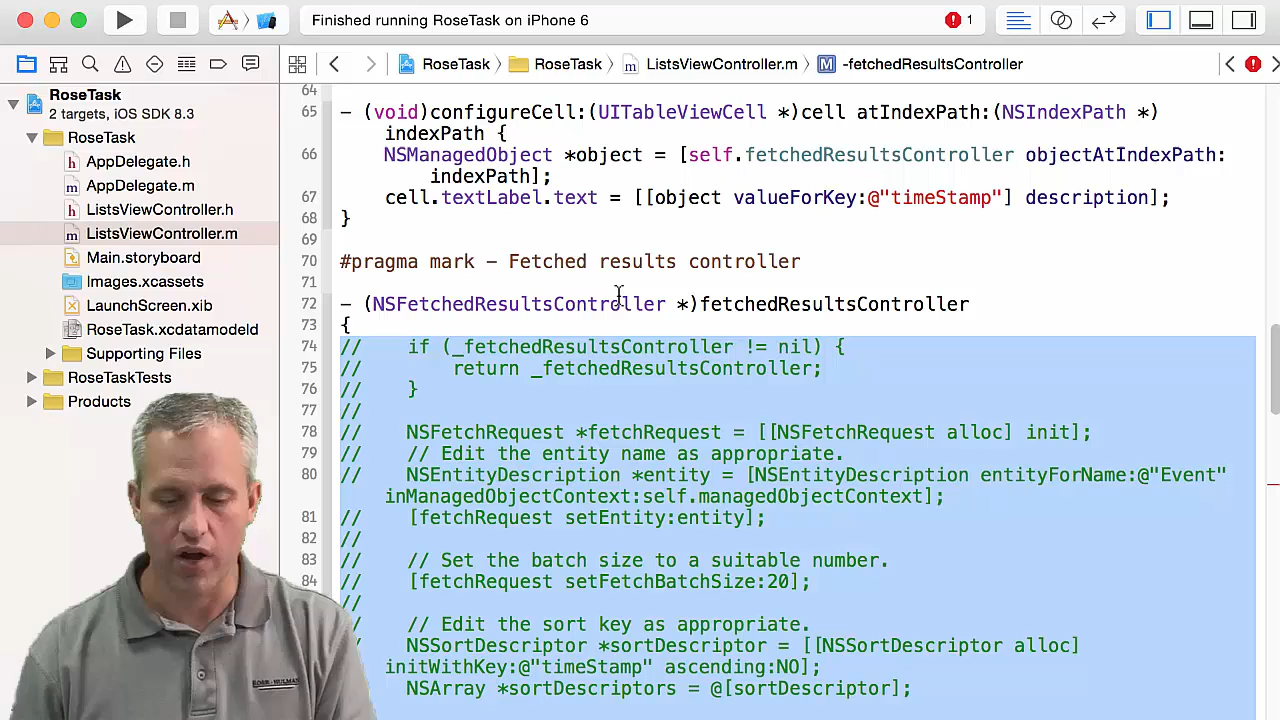 Finished running RoseTask on iPhone 6
1
RoseTask
RoseTask
ListsViewController.m
-fetchedResultsController
M
RoseTask
2 targets, iOS SDK 8.3
RoseTask
AppDelegate.h
AppDelegate.m
ListsViewController.h
ListsViewController.m
Main.storyboard
Images.xcassets
LaunchScreen.xib
RoseTask.xcdatamodeld
Supporting Files
RoseTaskTests
Products
64
65 - (void)configureCell:(UITableViewCell *)cell atIndexPath:(NSIndexPath *)
indexPath {
66 NSManagedObject *object = [self.fetchedResultsController objectAtIndexPath:
indexPath];
67 cell.textLabel.text = [[object valueForKey:@"timeStamp"] description];
68 }
69
70 #pragma mark - Fetched results controller
71
72 - (NSFetchedResultsController *)fetchedResultsController
73 {
74 // if (_fetchedResultsController != nil) {
75 // return _fetchedResultsController;
76 // }
77 //
78 // NSFetchRequest *fetchRequest = [[NSFetchRequest alloc] init];
79 // // Edit the entity name as appropriate.
80 // NSEntityDescription *entity = [NSEntityDescription entityForName:@"Event"
inManagedObjectContext:self.managedObjectContext];
81 // [fetchRequest setEntity:entity];
82 //
83 // // Set the batch size to a suitable number.
84 // [fetchRequest setFetchBatchSize:20];
//
// // Edit the sort key as appropriate.
NSSortDescriptor *sortDescriptor = [[NSSortDescriptor alloc]
initWithKey:@"timeStamp" ascending:NO];
NSArray *sortDescriptors = @[sortDescriptor];
ROSE-HULMAN